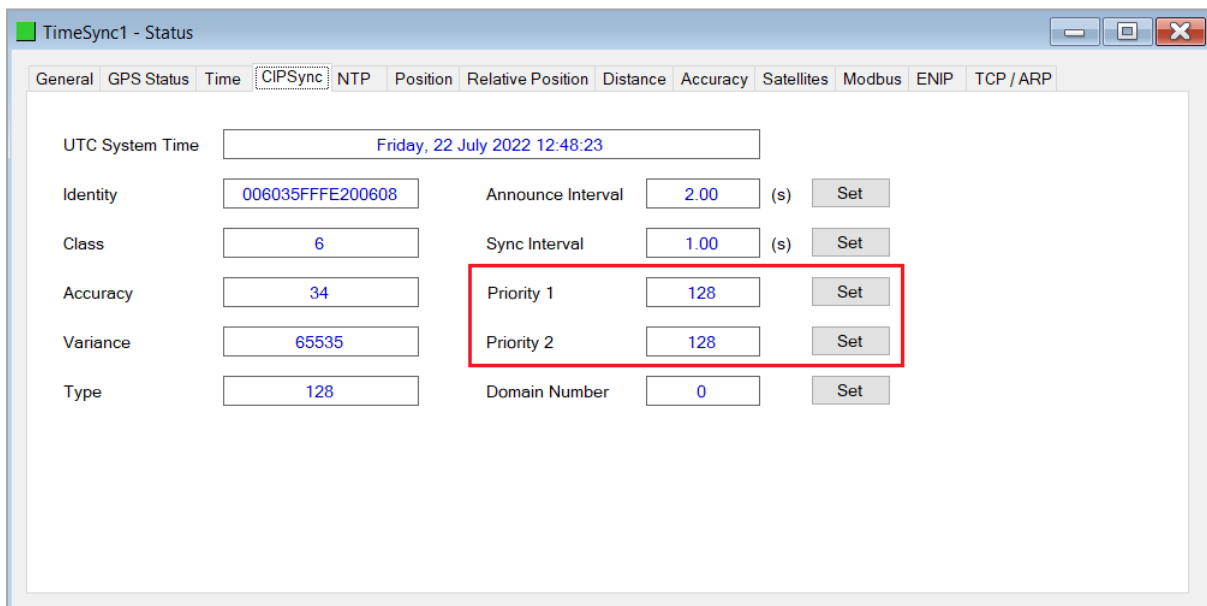 TimeSync1 - Status
General GPS Status Time CIPSync NTP Position Relative Position Distance Accuracy Satellites Modbus ENIP TCP / ARP
UTC System Time Friday, 22 July 2022 12:48:23
Identity 006035FFFE200608 Announce Interval 2.00 (s) Set
Class 6 Sync Interval 1.00 (s) Set
Accuracy 34 Priority 1 128 Set
Variance 65535 Priority 2 128 Set
Type 128 Domain Number 0 Set